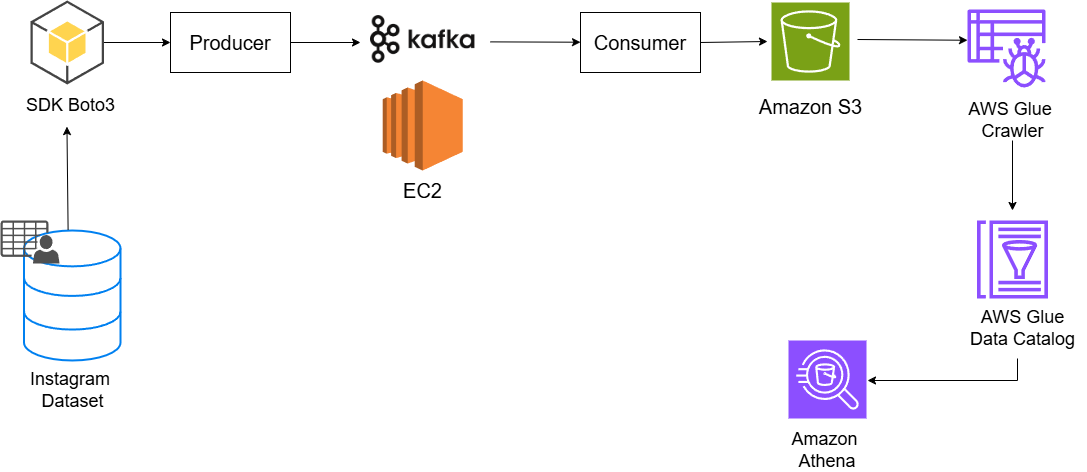 Producer
kafka
Consumer
SDK Boto3
Amazon S3
AWS Glue
Crawler
EC2
AWS Glue
Data Catalog
Instagram
Dataset
Amazon
Athena